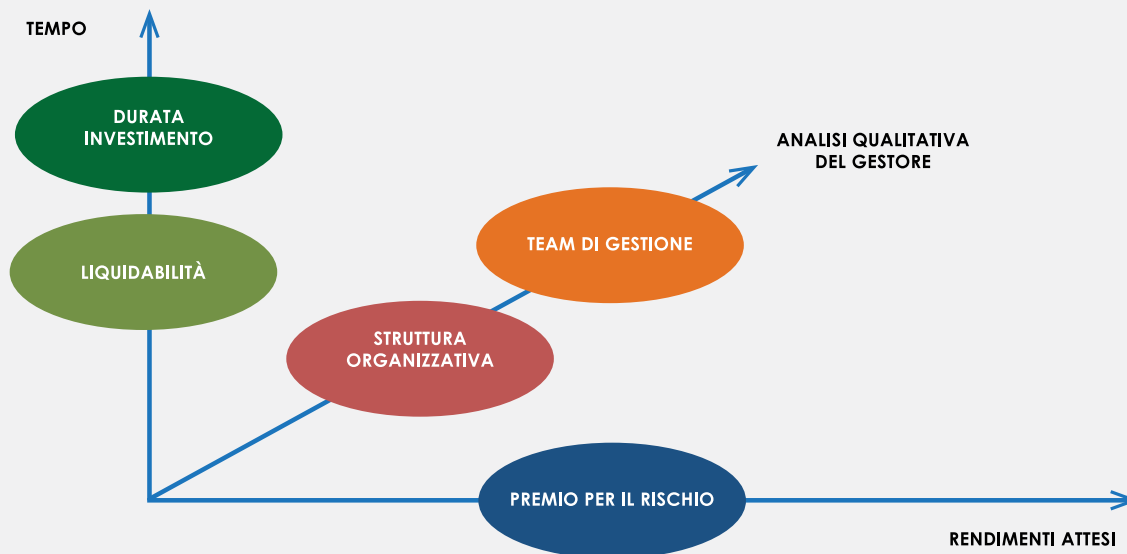 TEMPO
DURATA
INVESTIMENTO
ANALISI QUALITATIVA
DEL GESTORE
TEAM DI GESTIONE
LIQUIDABILITÀ
STRUTTURA
ORGANIZZATIVA
PREMIO PER IL RISCHIO
RENDIMENTI ATTESI